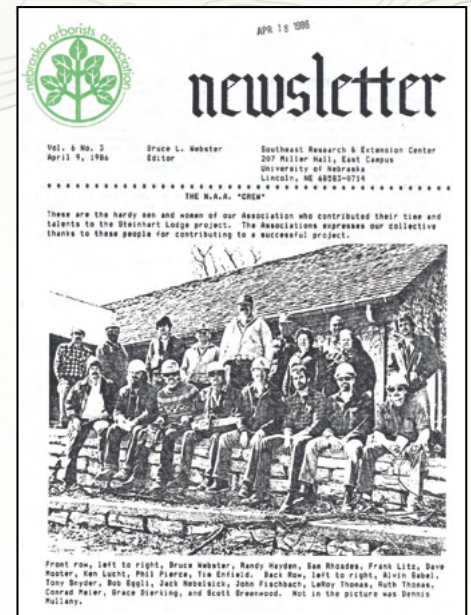 APR 18 1986
nebraska arborists association
newsletter
Vol. 6 No. 3
April 9, 1986
Bruce L. Webster
Editor
Southeast Research & Extension Center
207 Miller Hall, East Campus
University of Nebraska
Lincoln, NE 68583-0714
THE N.A.A. "CREW"
These are the hardy men and women of our Association who contributed their time and
talents to the Steinhart Lodge project. The Associations expresses our collective
thanks to these people for contributing to a successful project.
Front row, left to right, Bruce Webster, Randy Hayden, Sam Rhoades, Frank Litz, Dave
Mooter, Ken Lucht, Phil Pierce, Tim Enfield. Back Row, left to right, Alvin Gabel,
Tony Snyder, Bob Eggli, Jack Nebelsick, John Fischbach, LeRoy Thomas, Ruth Thomas,
Conrad Meier, Grace Dierking, and Scott Greenwood. Not in the picture was Dennis
Mullany.